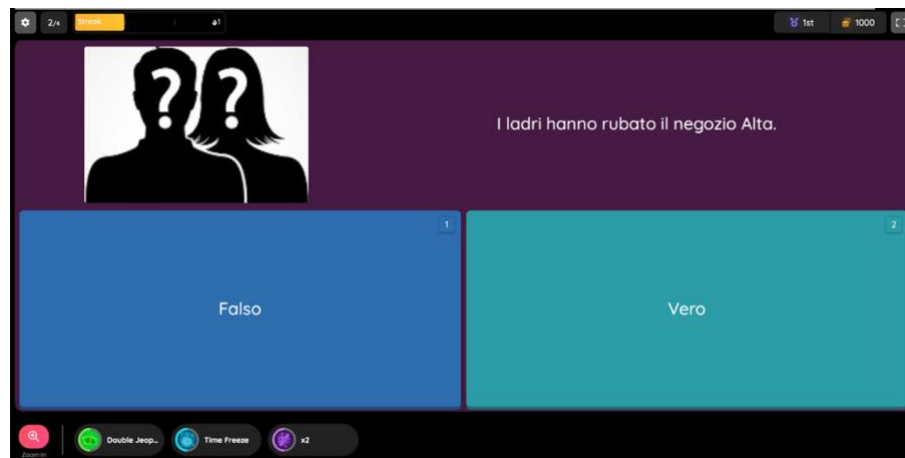 2/4 Streak 1 1st 1000
? ?
I ladri hanno rubato il negozio Alta.
1 2
Falso Vero
Double Jeop... Time Freeze x2
Zoom in